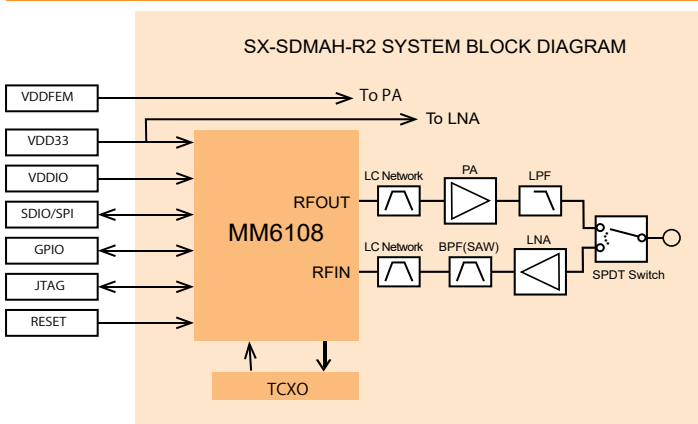 SX-SDMAH-R2 SYSTEM BLOCK DIAGRAM
VDDFEM
To PA
VDD33
To LNA
VDDIO
SDIO/SPI
GPIO
JTAG
RESET
MM6108
RFOUT
RFIN
LC Network
PA
LPF
LC Network
BPF(SAW)
LNA
SPDT Switch
TCXO